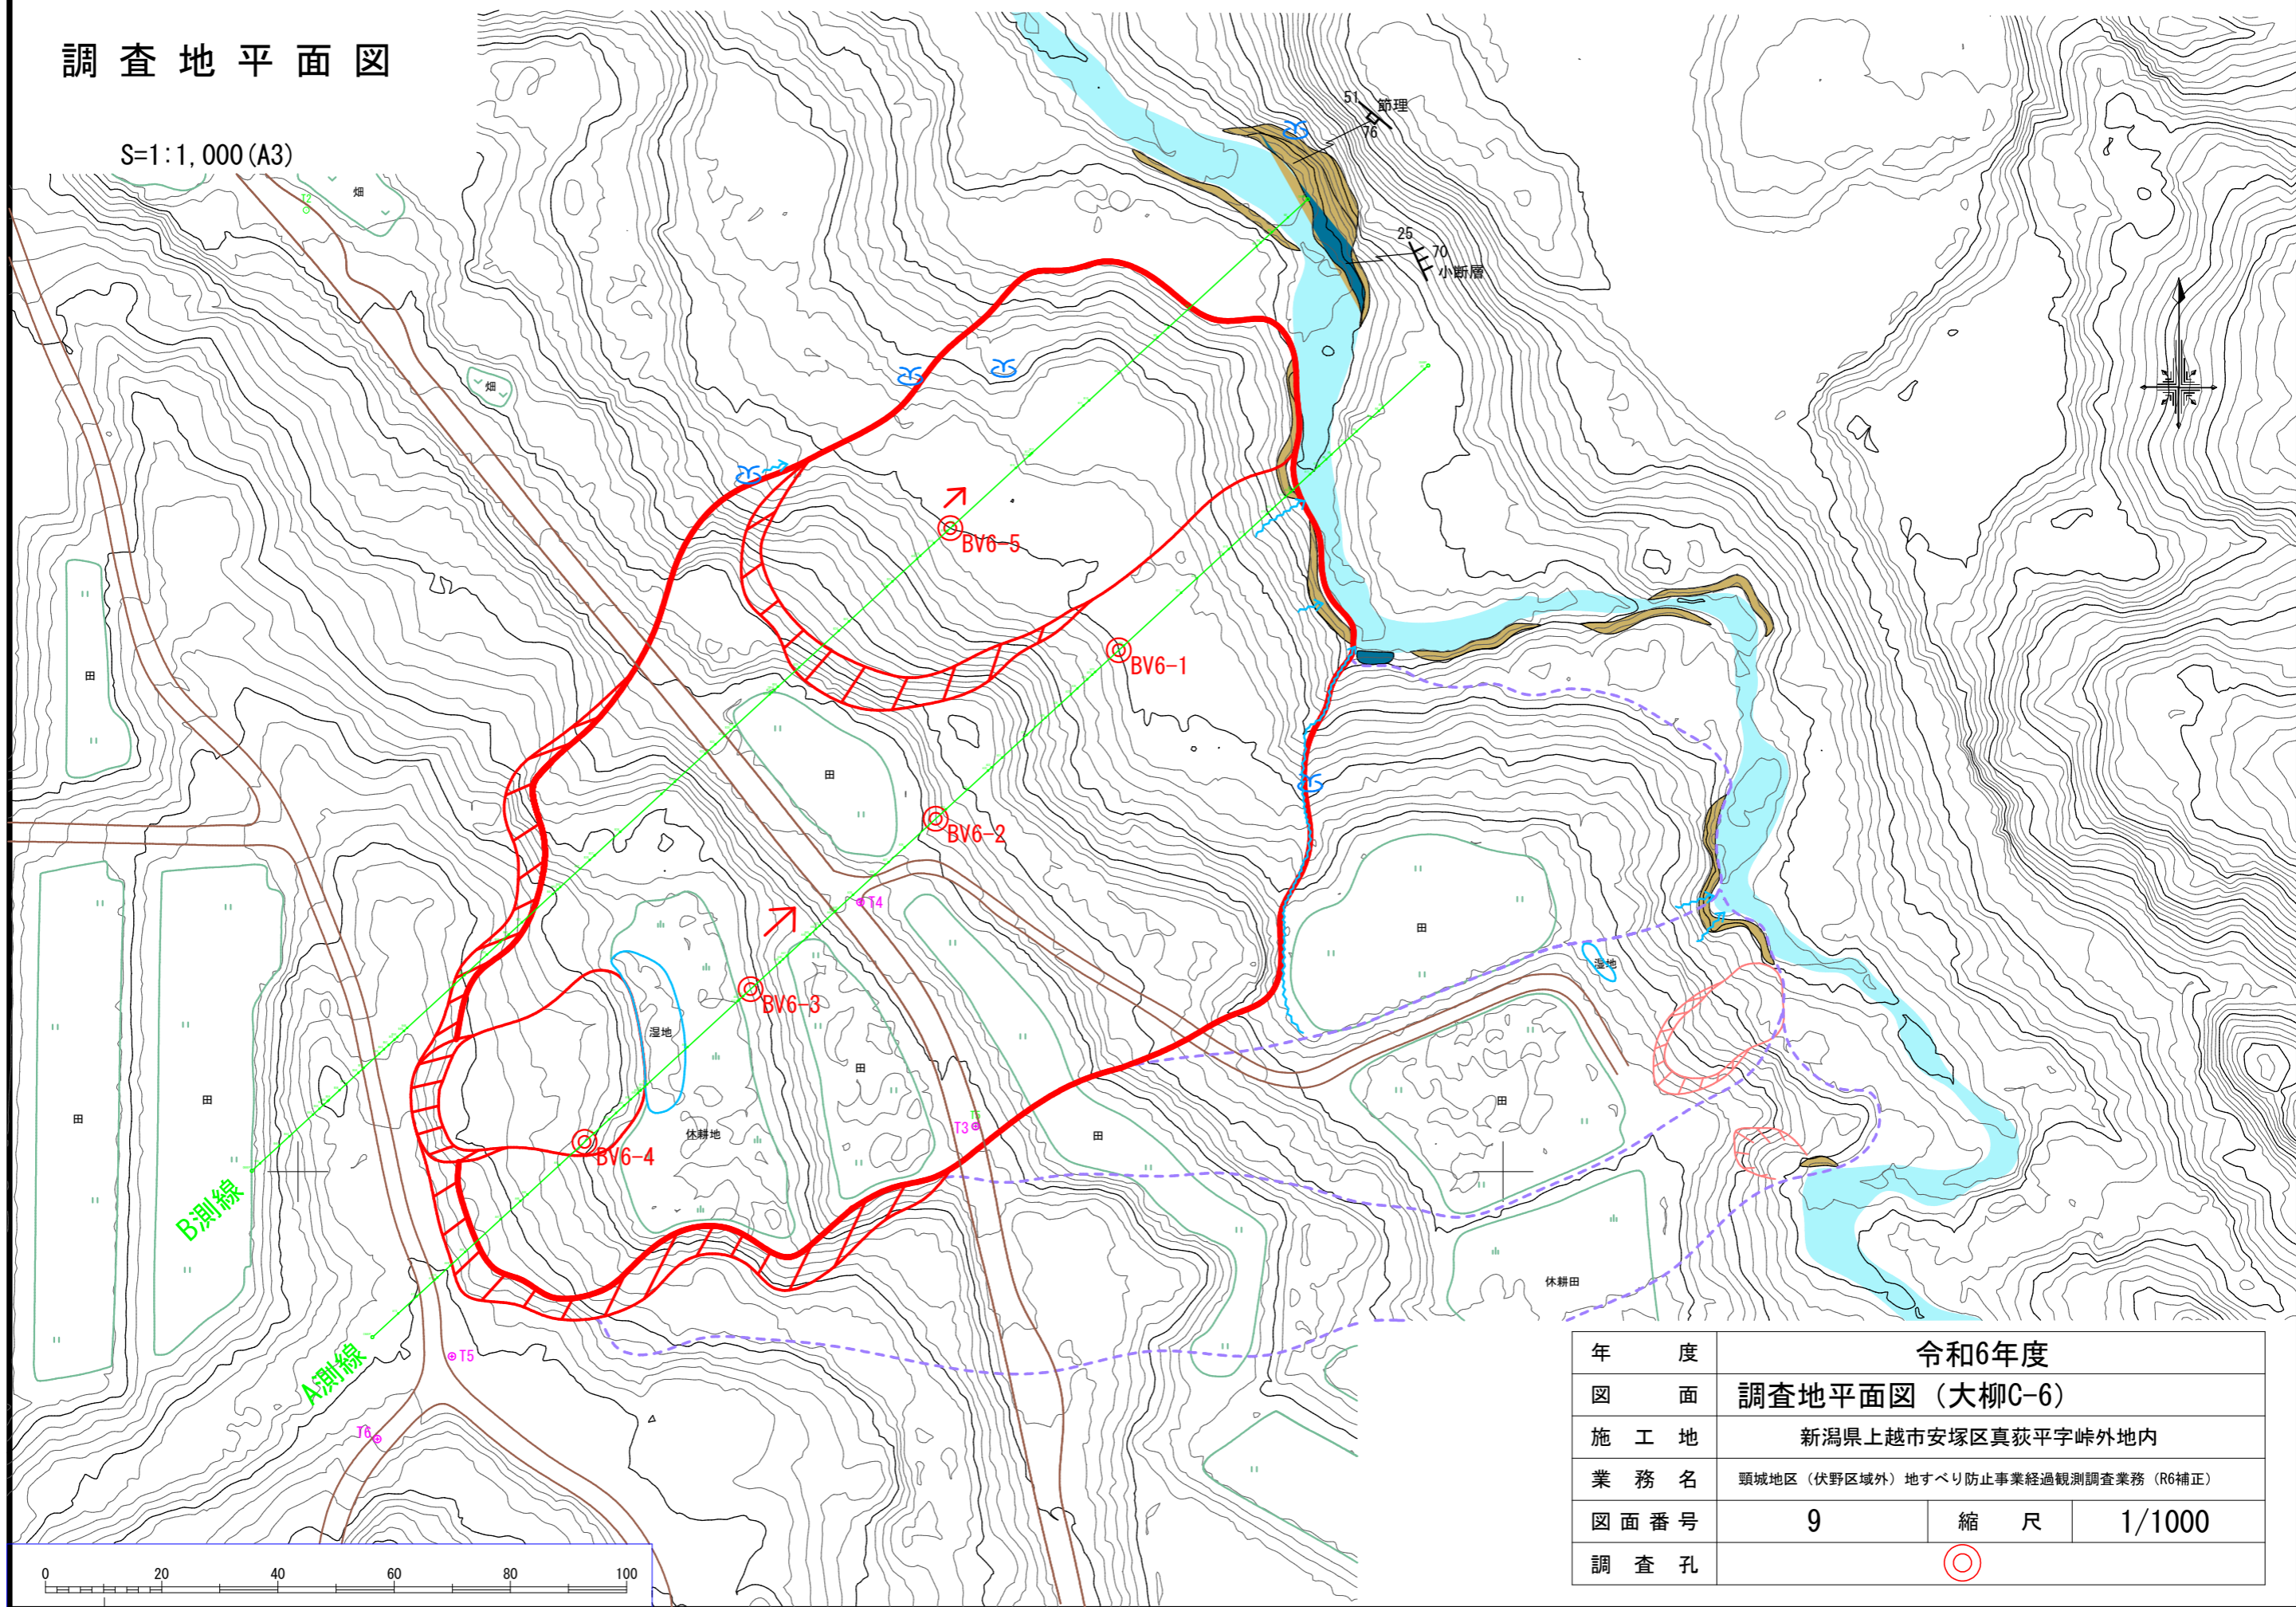 調査地平面図
S=1:1,000(A3)
T2
畑
畑
51
節理
76
25
70
小断層
BV6-5
BV6-1
田
田
BV6-2
T4
田
湿地
BV6-3
湿地
田
田
田
田
休耕地
T3
田
BV6-4
B測線
休耕田
A測線
T5
T6
0 20 40 60 80 100
年度 令和6年度
図面 調査地平面図(大柳C-6)
施工地 新潟県上越市安塚区真荻平字峠外地内
業務名 頸城地区(伏野区域外)地すべり防止事業経過観測調査業務(R6補正)
図面番号 9 縮尺 1/1000
調査孔